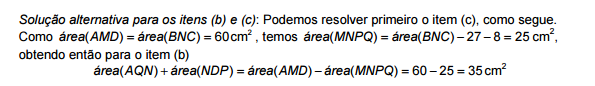 Solução alternativa para os itens (b) e (c): Podemos resolver primeiro o item (c), como segue.
Como área(AMD) = área(BNC) = 60 cm², temos área(MNPQ) = área(BNC) − 27 − 8 = 25 cm²,
obtendo então para o item (b)
área(AQN) + área(NDP) = área(AMD) − área(MNPQ) = 60 − 25 = 35 cm²